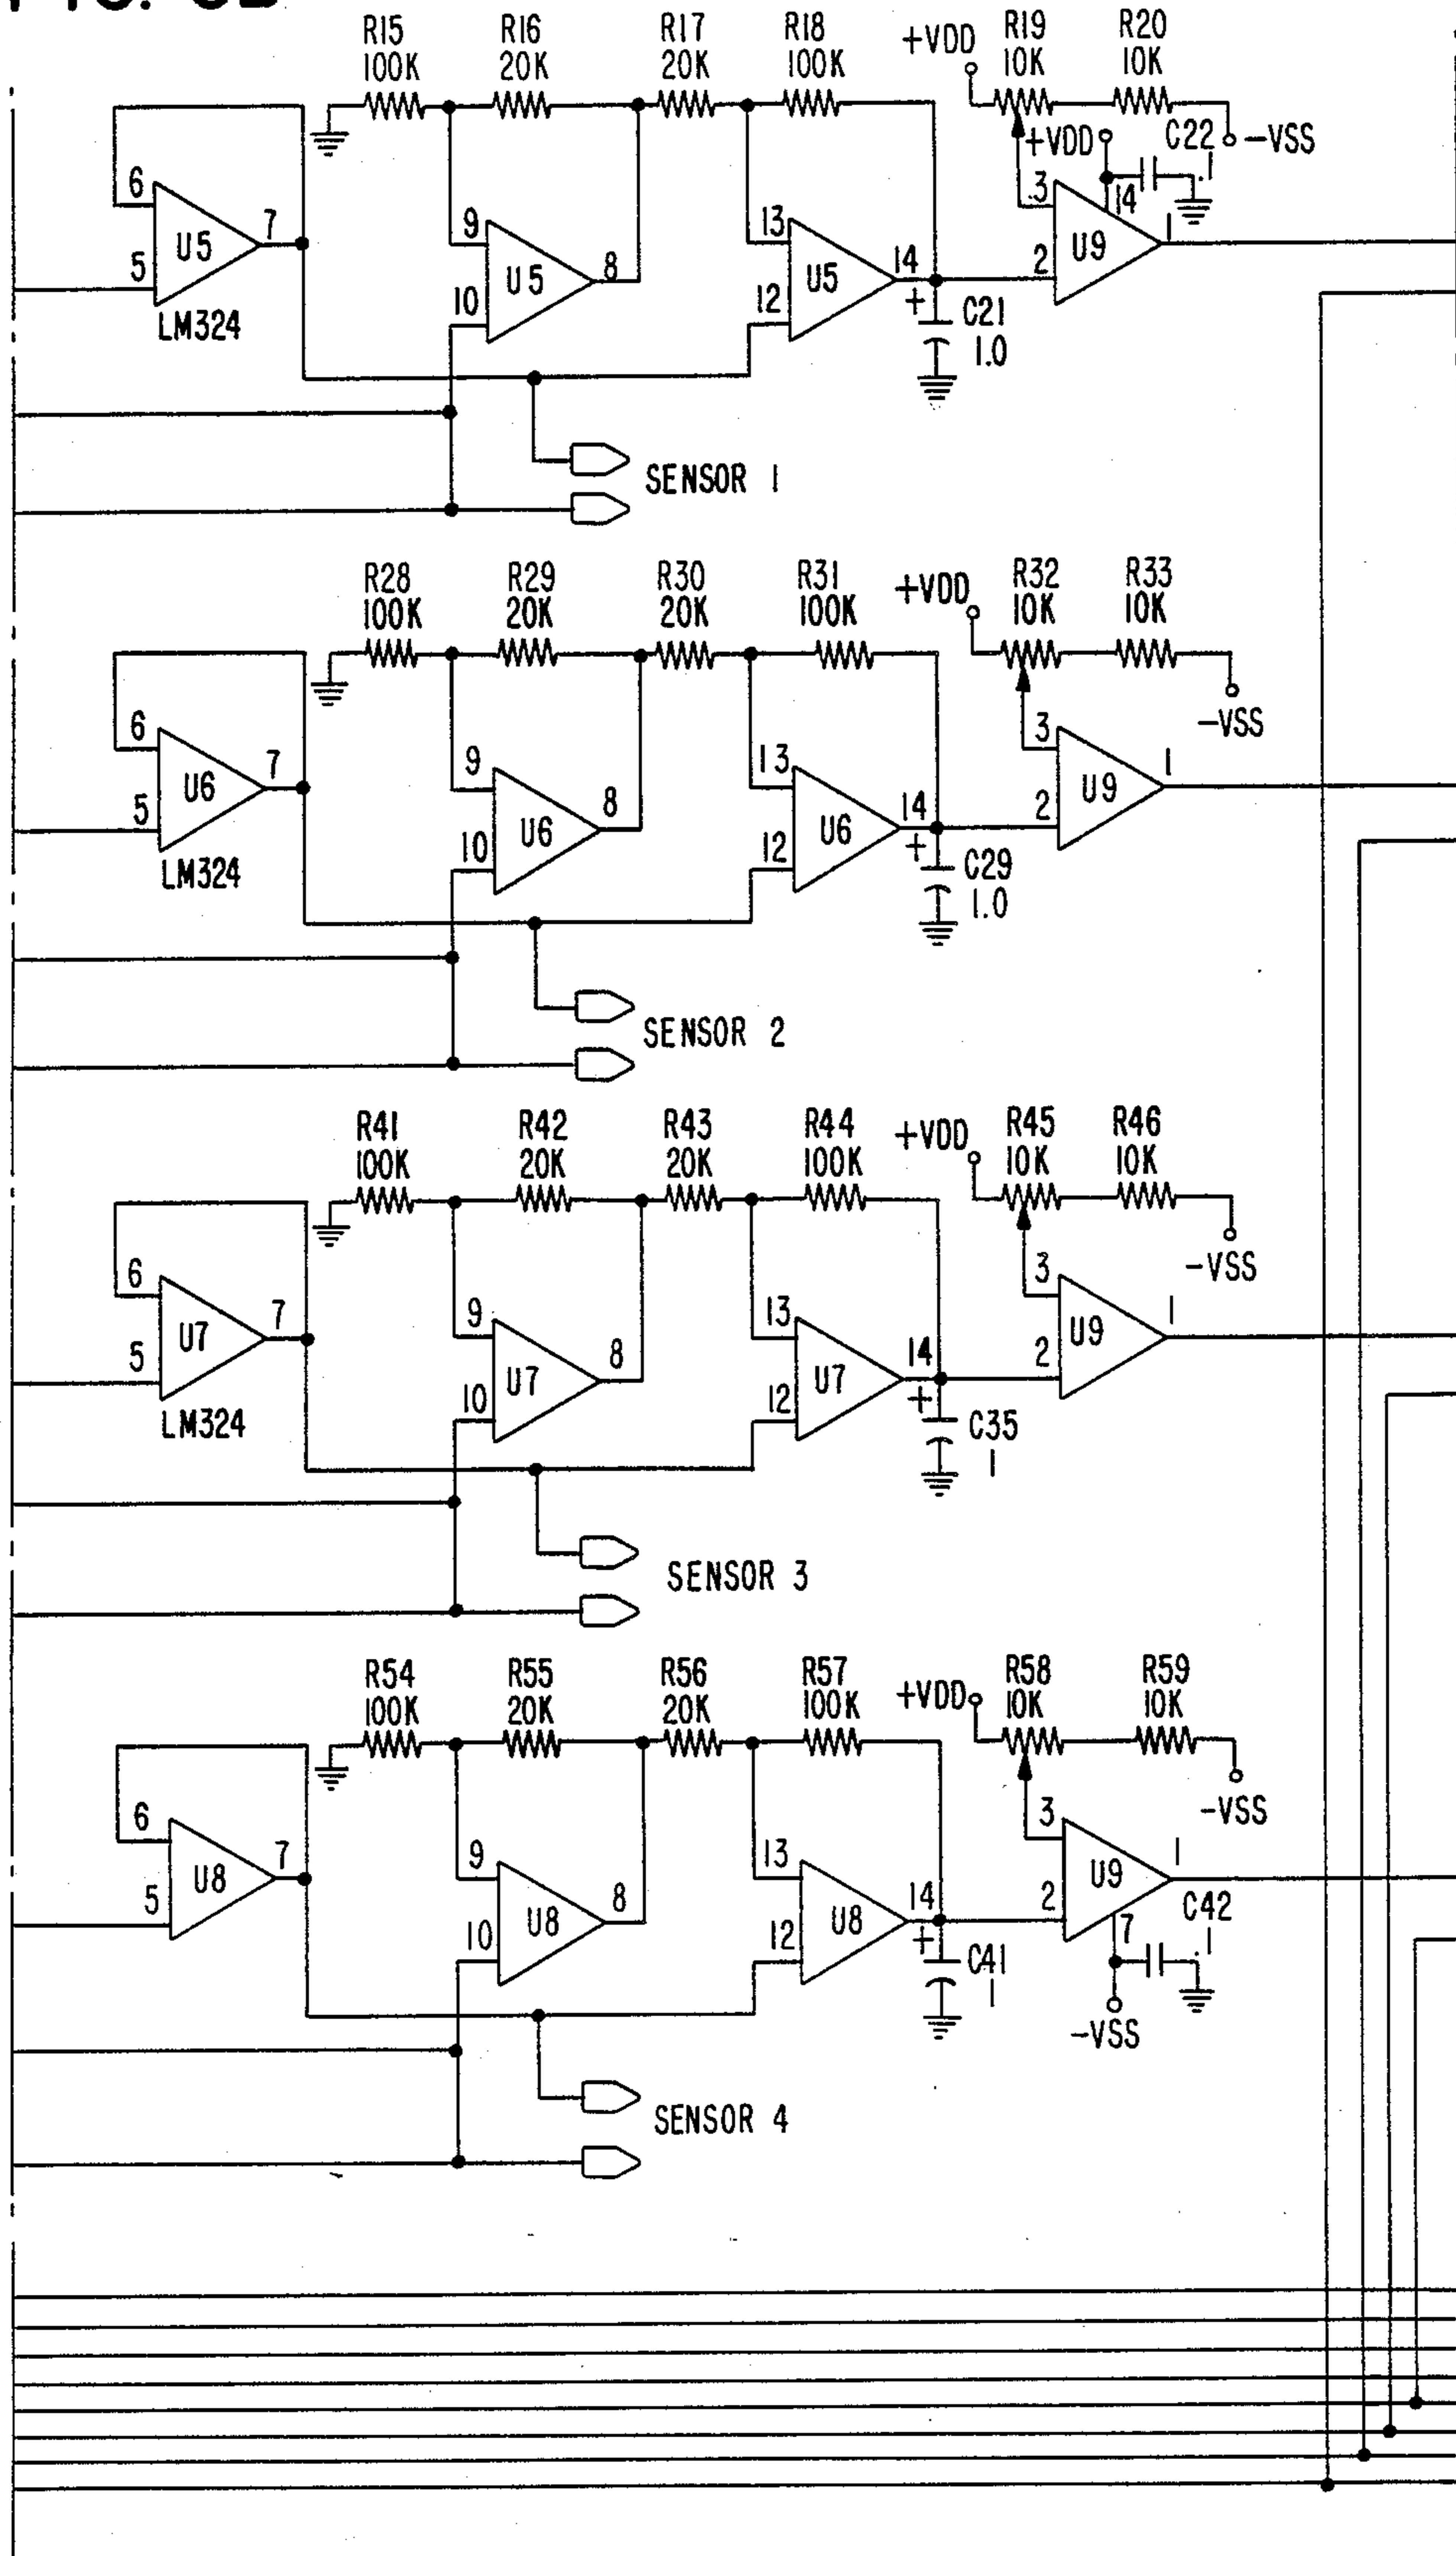 R15 R16 R17 R18 +VDD R19 R20
100K 20K 20K 100K 10K 10K
+VDD C22 -VSS
.1
6 3 14
U5 7 9 13 U9 1
5 U5 8 U5 14 2
10 12 + C21
LM324 1.0
SENSOR 1
R28 R29 R30 R31 +VDD R32 R33
100K 20K 20K 100K 10K 10K
6 3 -VSS
U6 7 9 13 U9 1
5 U6 8 U6 14 2
10 12 + C29
LM324 1.0
SENSOR 2
R41 R42 R43 R44 +VDD R45 R46
100K 20K 20K 100K 10K 10K
6 3 -VSS
U7 7 9 13 U9 1
5 U7 8 U7 14 2
10 12 + C35
LM324 1
SENSOR 3
R54 R55 R56 R57 +VDD R58 R59
100K 20K 20K 100K 10K 10K
6 3 -VSS
U8 7 9 13 U9 1
5 U8 8 U8 14 2 C42
10 12 + C41 7 .1
1
-VSS
SENSOR 4